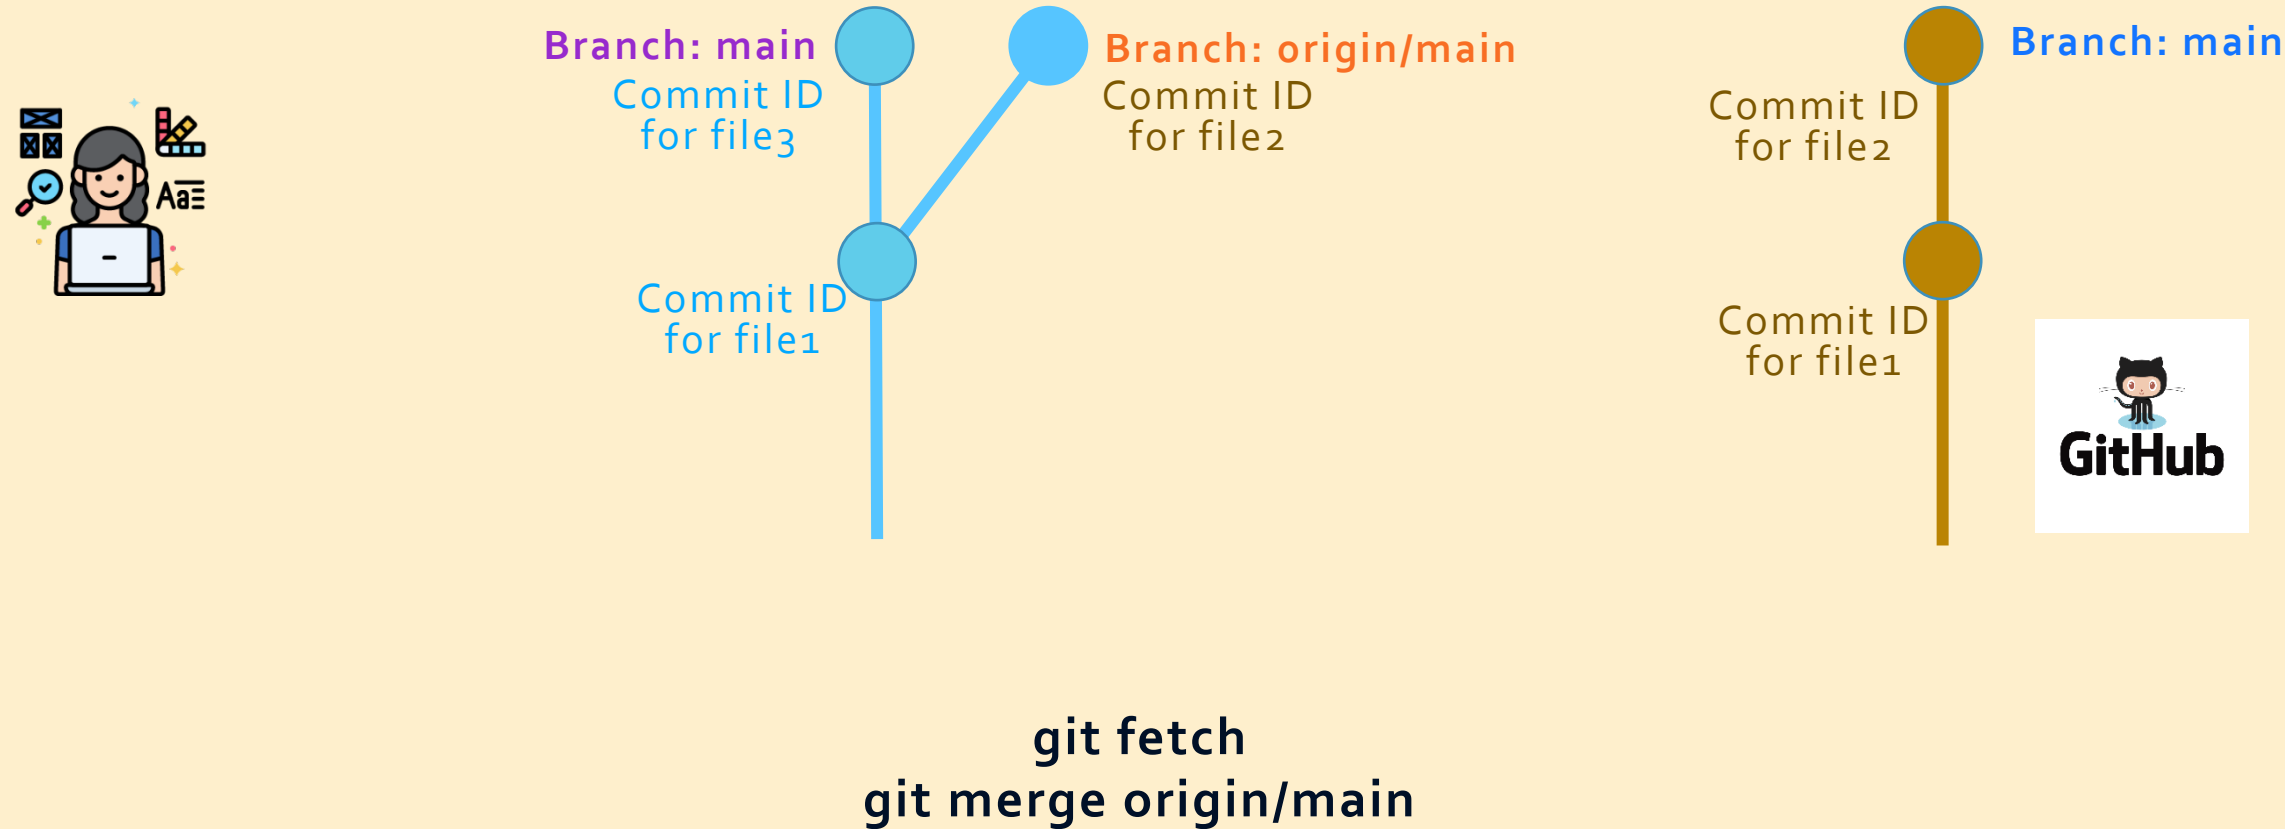 Branch: main
Commit ID
for file3
Branch: origin/main
Commit ID
for file2
Commit ID
for file1
Aa
Branch: main
Commit ID
for file2
Commit ID
for file1
GitHub
git fetch
git merge origin/main